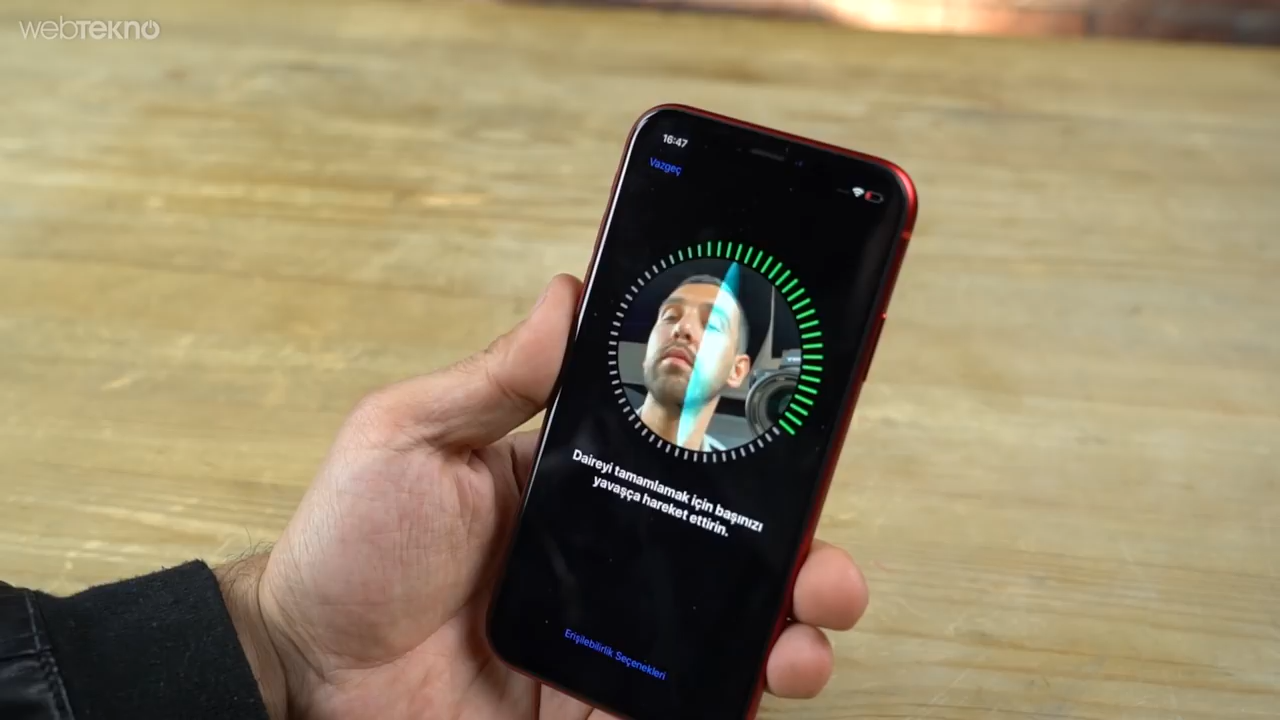 webtekno
16:47
Vazgeç
Daireyi tamamlamak için başınızı
yavaşça hareket ettirin.
Erişilebilirlik Seçenekleri